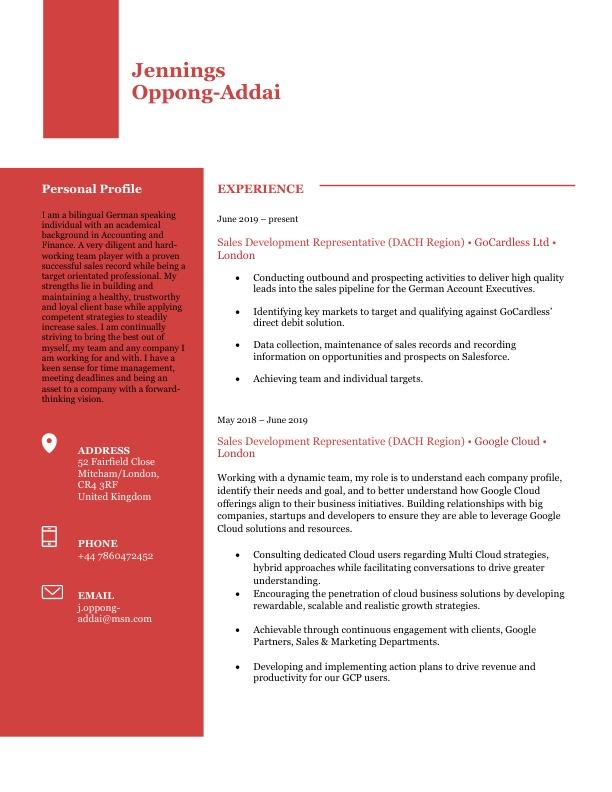 Jennings
Oppong-Addai
Personal Profile
I am a bilingual German speaking
individual with an academical
background in Accounting and
Finance. A very diligent and hard-
working team player with a proven
successful sales record while being a
target orientated professional. My
strengths lie in building and
maintaining a healthy, trustworthy
and loyal client base while applying
competent strategies to steadily
increase sales. I am continually
striving to bring the best out of
myself, my team and any company I
am working for and with. I have a
keen sense for time management,
meeting deadlines and being an
asset to a company with a forward-
thinking vision.
ADDRESS
52 Fairfield Close
Mitcham/London,
CR4 3RF
United Kingdom
PHONE
+44 7860472452
EMAIL
j.oppong-
addai@msn.com
EXPERIENCE
June 2019 – present
Sales Development Representative (DACH Region) • GoCardless Ltd •
London
• Conducting outbound and prospecting activities to deliver high quality
leads into the sales pipeline for the German Account Executives.
• Identifying key markets to target and qualifying against GoCardless'
direct debit solution.
• Data collection, maintenance of sales records and recording
information on opportunities and prospects on Salesforce.
• Achieving team and individual targets.
May 2018 – June 2019
Sales Development Representative (DACH Region) • Google Cloud •
London
Working with a dynamic team, my role is to understand each company profile,
identify their needs and goal, and to better understand how Google Cloud
offerings align to their business initiatives. Building relationships with big
companies, startups and developers to ensure they are able to leverage Google
Cloud solutions and resources.
• Consulting dedicated Cloud users regarding Multi Cloud strategies,
hybrid approaches while facilitating conversations to drive greater
understanding.
• Encouraging the penetration of cloud business solutions by developing
rewardable, scalable and realistic growth strategies.
• Achievable through continuous engagement with clients, Google
Partners, Sales & Marketing Departments.
• Developing and implementing action plans to drive revenue and
productivity for our GCP users.